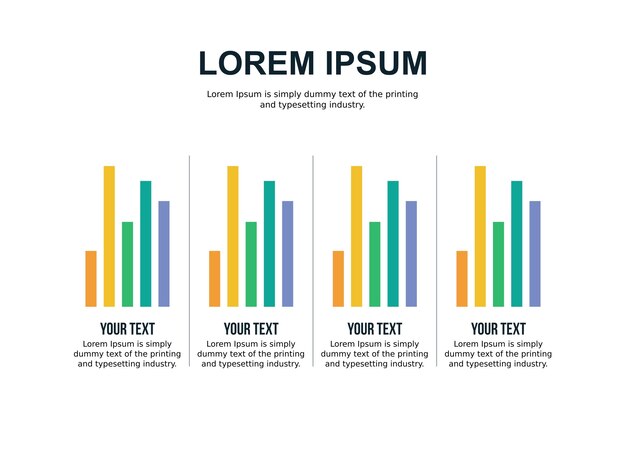 LOREM IPSUM
Lorem Ipsum is simply dummy text of the printing
and typesetting industry.
YOUR TEXT
Lorem Ipsum is simply
dummy text of the printing
and typesetting industry.
YOUR TEXT
Lorem Ipsum is simply
dummy text of the printing
and typesetting industry.
YOUR TEXT
Lorem Ipsum is simply
dummy text of the printing
and typesetting industry.
YOUR TEXT
Lorem Ipsum is simply
dummy text of the printing
and typesetting industry.